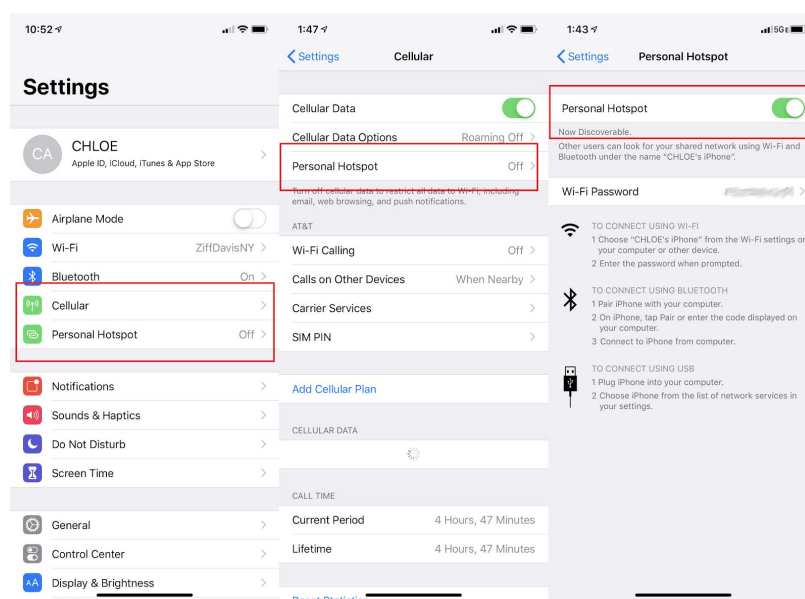 10:52
Settings
CA
CHLOE
Apple ID, iCloud, iTunes & App Store
Airplane Mode
Wi-Fi ZiffDavisNY
Bluetooth On
Cellular
Personal Hotspot Off
Notifications
Sounds & Haptics
Do Not Disturb
Screen Time
General
Control Center
AA Display & Brightness
1:47
Settings Cellular
Cellular Data
Cellular Data Options Roaming Off
Personal Hotspot Off
Turn off cellular data to restrict all data to Wi-Fi, including
email, web browsing, and push notifications.
AT&T
Wi-Fi Calling Off
Calls on Other Devices When Nearby
Carrier Services
SIM PIN
Add Cellular Plan
CELLULAR DATA
CALL TIME
Current Period 4 Hours, 47 Minutes
Lifetime 4 Hours, 47 Minutes
Reset Statistics
1:43 5G E
Settings Personal Hotspot
Personal Hotspot
Now Discoverable.
Other users can look for your shared network using Wi-Fi and
Bluetooth under the name “CHLOE's iPhone”.
Wi-Fi Password
TO CONNECT USING WI-FI
1 Choose “CHLOE's iPhone” from the Wi-Fi settings of
your computer or other device.
2 Enter the password when prompted.
TO CONNECT USING BLUETOOTH
1 Pair iPhone with your computer.
2 On iPhone, tap Pair or enter the code displayed on
your computer.
3 Connect to iPhone from computer.
TO CONNECT USING USB
1 Plug iPhone into your computer.
2 Choose iPhone from the list of network services in
your settings.